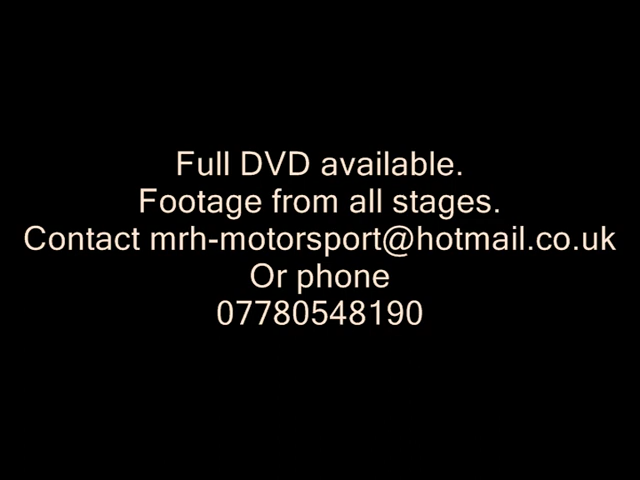 Full DVD available.
Footage from all stages.
Contact mrh-motorsport@hotmail.co.uk
Or phone
07780548190